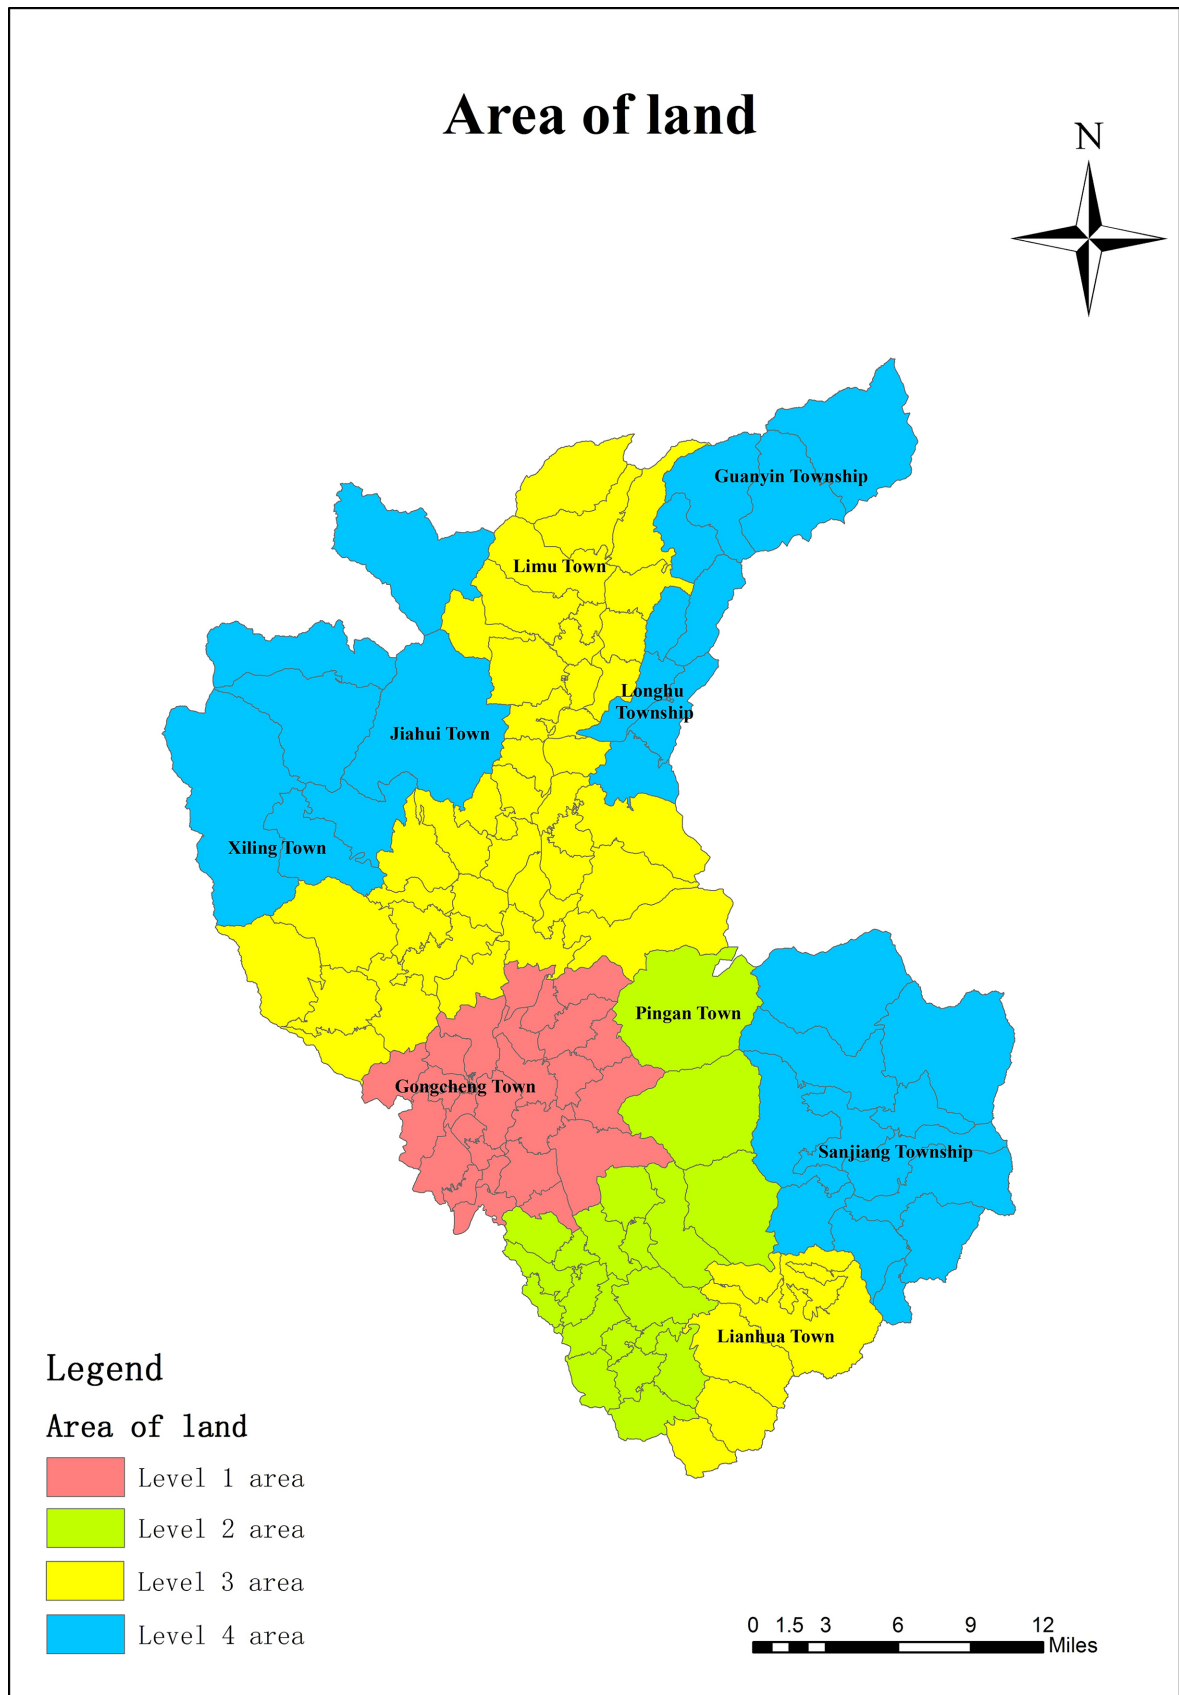 Area of land
N
Guanyin Township
Limu Town
Longhu
Township
Jiahui Town
Xiling Town
Pingan Town
Gongcheng Town
Sanjiang Township
Lianhua Town
Legend
Area of land
Level 1 area
Level 2 area
Level 3 area
Level 4 area
0 1.5 3 6 9 12
Miles